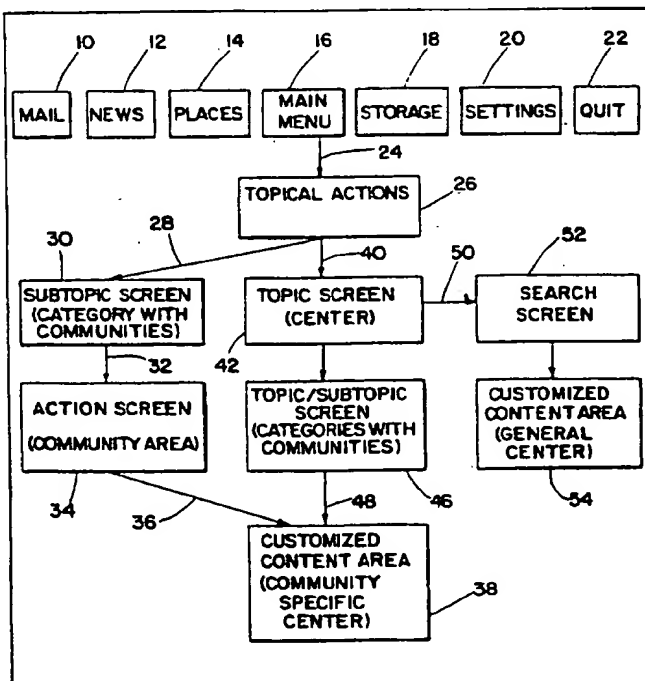 10 12 14 16 18 20 22
MAIL NEWS PLACES MAIN MENU STORAGE SETTINGS QUIT
24
TOPICAL ACTIONS
26
28 40 50 52
30
SUBTOPIC SCREEN
(CATEGORY WITH
COMMUNITIES)
TOPIC SCREEN
(CENTER)
SEARCH
SCREEN
32 42
ACTION SCREEN
(COMMUNITY AREA)
TOPIC/SUBTOPIC
SCREEN
(CATEGORIES WITH
COMMUNITIES)
CUSTOMIZED
CONTENT AREA
(GENERAL
CENTER)
34 36 48 46 54
CUSTOMIZED
CONTENT AREA
(COMMUNITY
SPECIFIC
CENTER)
38